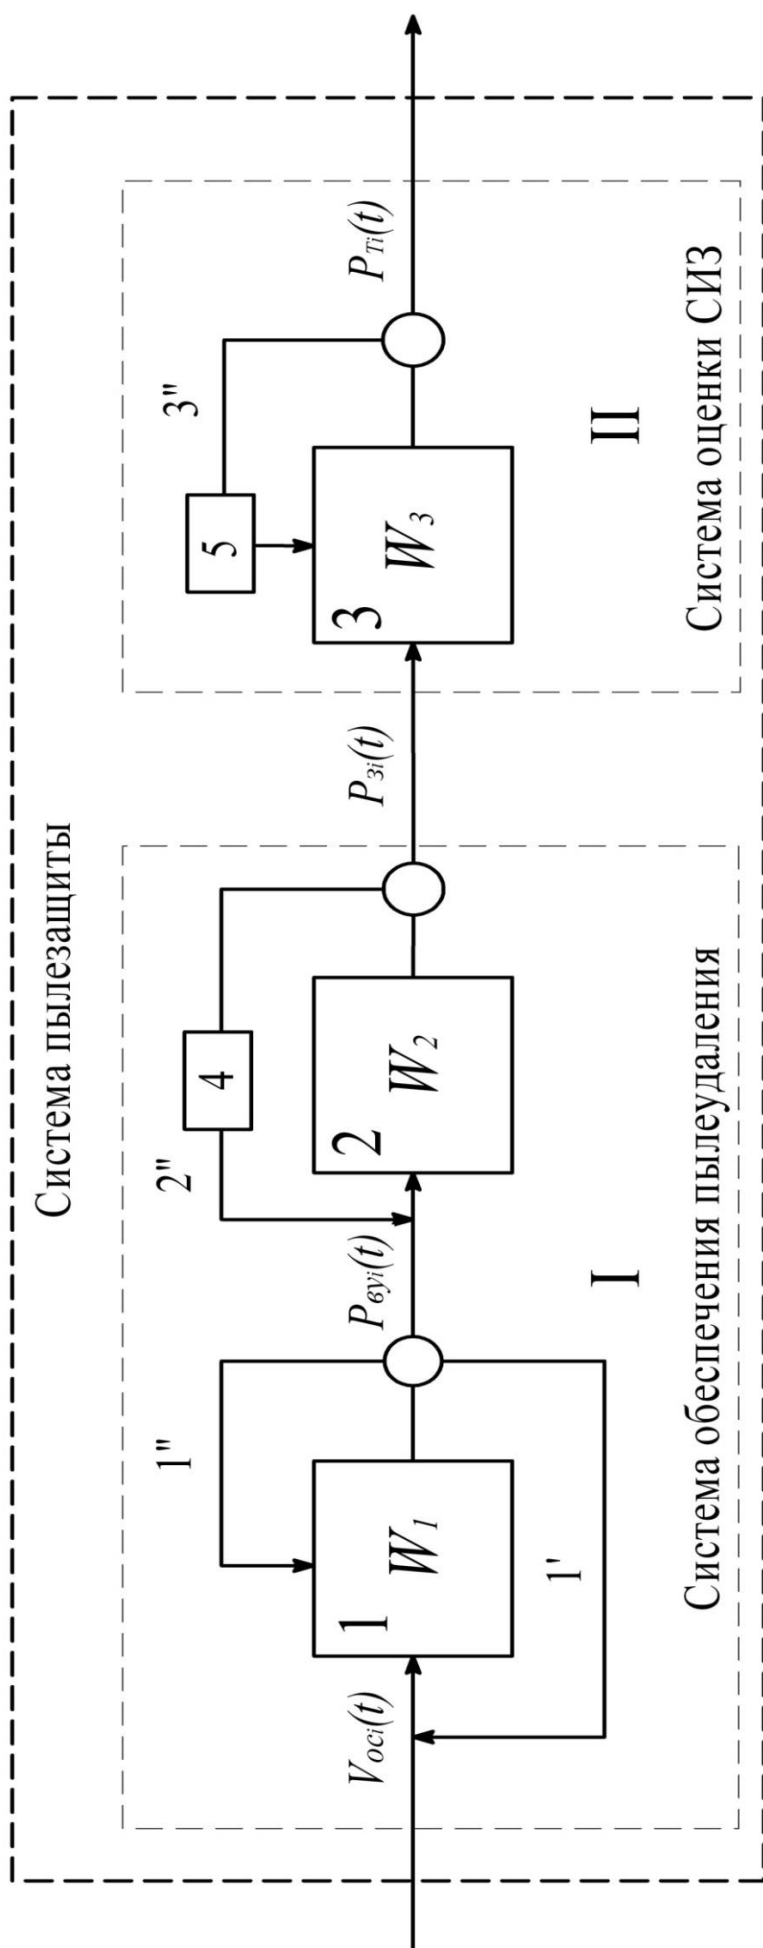 Система пылезащиты
1"
2"
4
3"
5
Voci(t)
1
W1
Pвуi(t)
2
W2
Pзi(t)
3
W3
PTi(t)
1'
I
II
Система обеспечения пылеудаления
Система оценки СИЗ